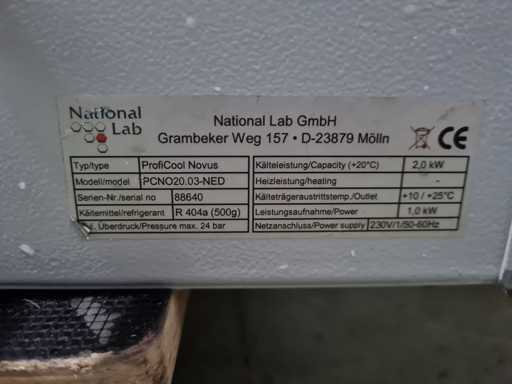 National Lab
National Lab GmbH
Grambeker Weg 157 • D-23879 Mölln
CE
Typ/type ProfiCool Novus
Modell/model PCNO20.03-NED
Serien-Nr./serial no 88640
Kältemittel/refrigerant R 404a (500g)
Überdruck/Pressure max. 24 bar
Kälteleistung/Capacity (+20°C) 2,0 kW
Heizleistung/heating -
Kälteträgeraustrittstemp./Outlet +10 / +25°C
Leistungsaufnahme/Power 1,0 kW
Netzanschluss/Power supply 230V/1/50-60Hz